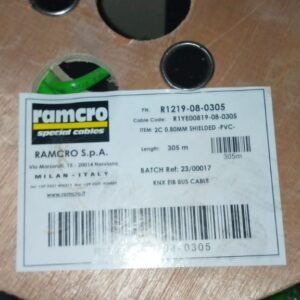 ramcro
special cables
RAMCRO S.p.A.
MILAN - ITALY
www.ramcro.it
PN: R1219-08-0305
Cable Code: R1YE00819-08-0305
ITEM: 2C 0.80MM SHIELDED -PVC-
Length: 305 m
305m
BATCH Ref: 23/00017
KNX EIB BUS CABLE
-0305